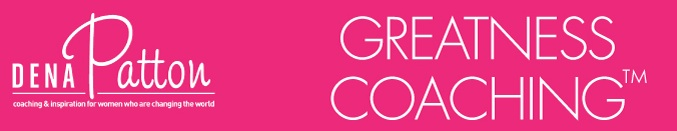 DENA Patton
coaching & inspiration for women who are changing the world
GREATNESS
COACHING™